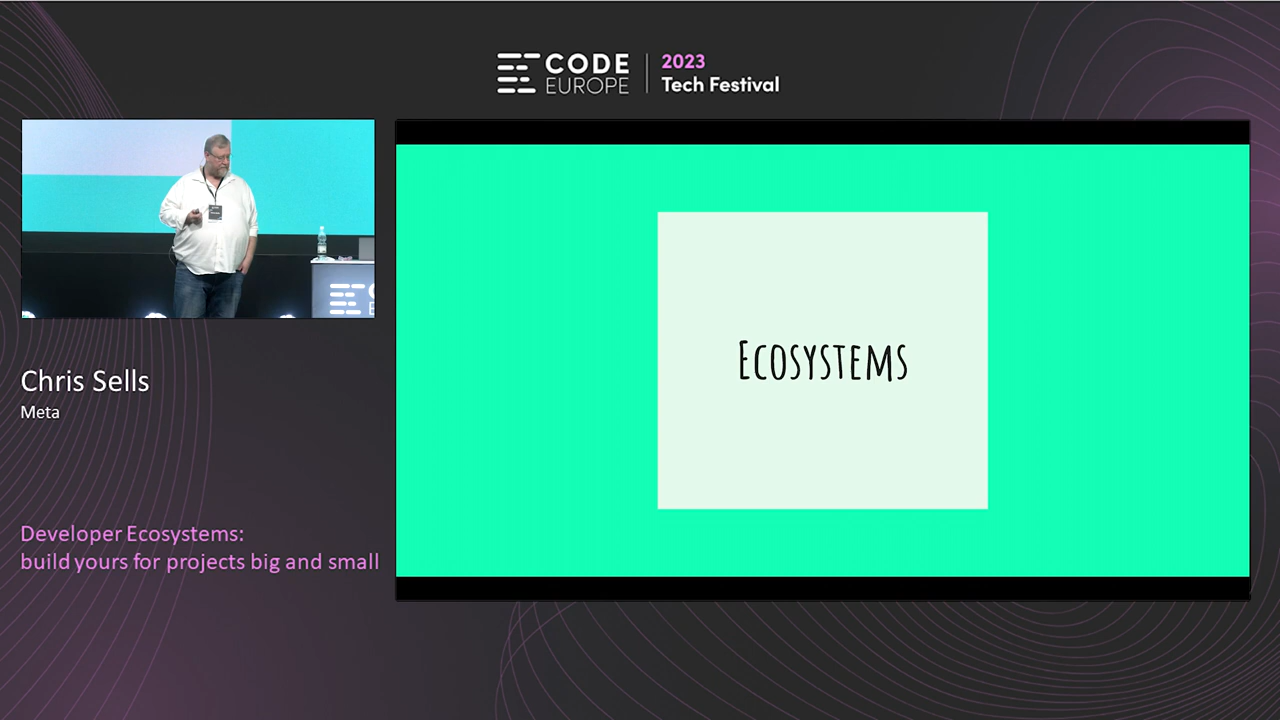 CODE
EUROPE
2023
Tech Festival
Chris Sells
Meta
Developer Ecosystems:
build yours for projects big and small
Ecosystems